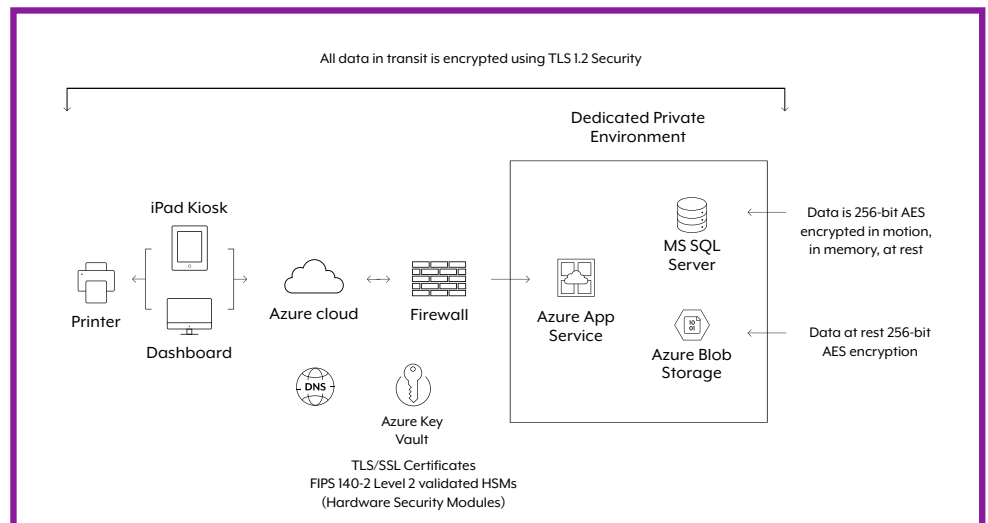 All data in transit is encrypted using TLS 1.2 Security
Dedicated Private
Environment
iPad Kiosk
Printer
Dashboard
Azure cloud
Firewall
Azure App
Service
MS SQL
Server
Data is 256-bit AES
encrypted in motion,
in memory, at rest
10
01
Azure Blob
Storage
Data at rest 256-bit
AES encryption
DNS
Azure Key
Vault
TLS/SSL Certificates
FIPS 140-2 Level 2 validated HSMs
(Hardware Security Modules)